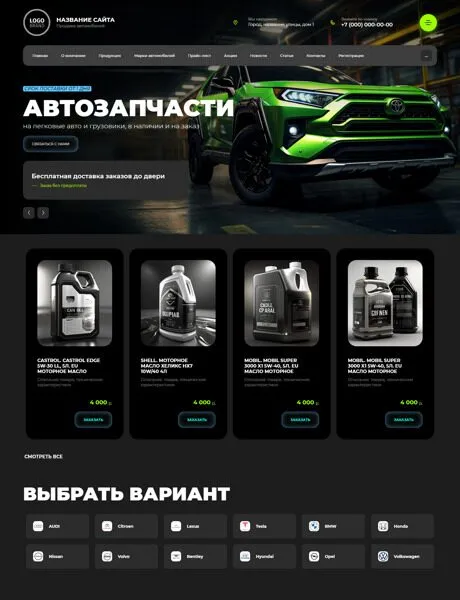 LOGO
BRAND
НАЗВАНИЕ САЙТА
Продажа автомобилей
Мы находимся:
Город, название улицы, дом 1
Звоните по номеру:
+7 (000) 000-00-00
Главная
О компании
Продукция
Марки автомобилей
Прайс-лист
Акции
Новости
Статьи
Контакты
Регистрация
...
СРОК ПОСТАВКИ ОТ 1 ДНЯ
АВТОЗАПЧАСТИ
на легковые авто и грузовики, в наличии и на заказ
СВЯЗАТЬСЯ С НАМИ
Бесплатная доставка заказов до двери
Заказ без предоплаты
CASTROL. CASTROL EDGE
5W-30 LL, 5Л, EU
МОТОРНОЕ МАСЛО
Описание товара, технические
характеристики
4 000 р.
ЗАКАЗАТЬ
SHELL. МОТОРНОЕ
МАСЛО ХЕЛИКС HX7
10W/40 4Л
Описание товара, технические
характеристики
4 000 р.
ЗАКАЗАТЬ
MOBIL. MOBIL SUPER
3000 X1 5W-40, 5Л. EU
МАСЛО МОТОРНОЕ
Описание товара, технические
характеристики
4 000 р.
ЗАКАЗАТЬ
MOBIL. MOBIL SUPER
3000 X1 5W-40, 5Л. EU
МАСЛО МОТОРНОЕ
Описание товара, технические
характеристики
4 000 р.
ЗАКАЗАТЬ
СМОТРЕТЬ ВСЕ
ВЫБРАТЬ ВАРИАНТ
AUDI
Citroen
Lexus
Tesla
BMW
Honda
Nissan
Volvo
Bentley
Hyundai
Opel
Volkswagen